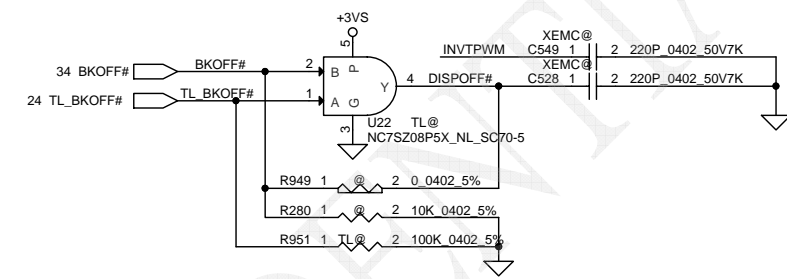 +3VS
XEMC@
INVTPWM C549 1 2 220P_0402_50V7K
34 BKOFF# BKOFF# 2 B P 5
XEMC@
4 DISPOFF# C528 1 2 220P_0402_50V7K
24 TL_BKOFF# TL_BKOFF# 1 A G Y
3 U22 TL@
NC7SZ08P5X_NL_SC70-5
R949 1 @ 2 0_0402_5%
R280 1 @ 2 10K_0402_5%
R951 1 TL@ 2 100K_0402_5%